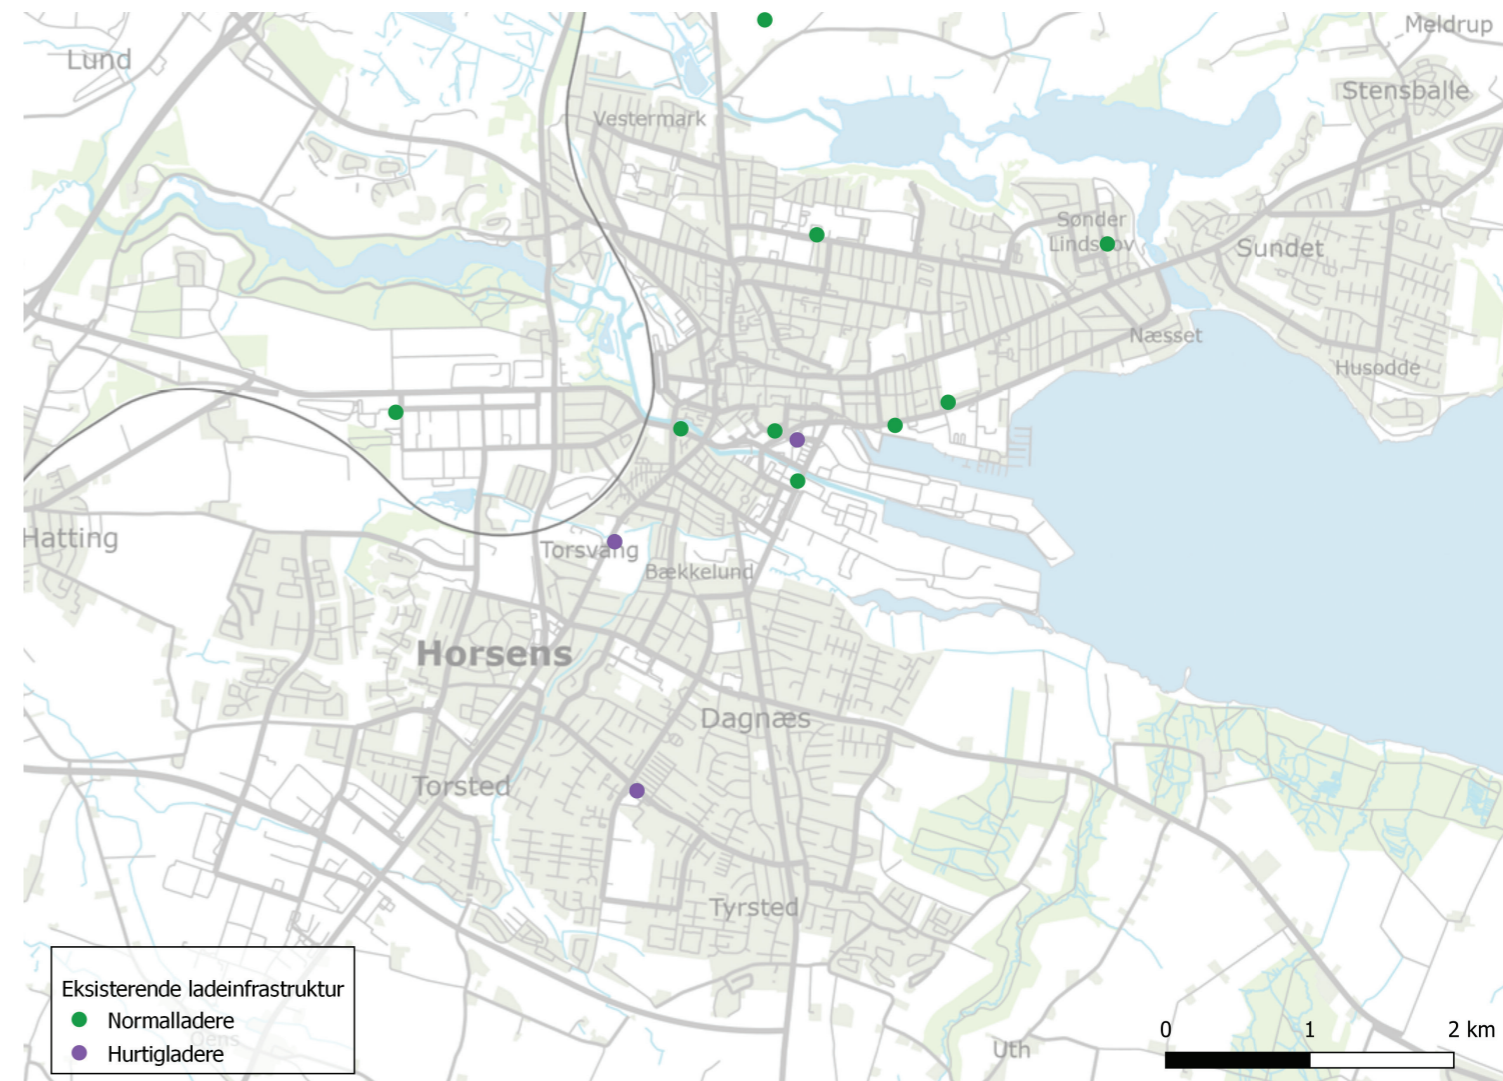 Meldrup
Lund
Stensballe
Vestermark
Sønder
Lindskov
Sundet
Næsset
Husodde
Hatting
Torsvang
Bækkelund
Horsens
Dagnæs
Torsted
Tyrsted
Eksisterende ladeinfrastruktur
Normalladere
Hurtigladere
Uth
0 1 2 km